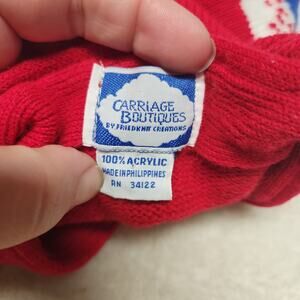 CARRIAGE
BOUTIQUES
BY FRIEDKNIT CREATIONS
100% ACRYLIC
MADE IN PHILIPPINES
RN 34122